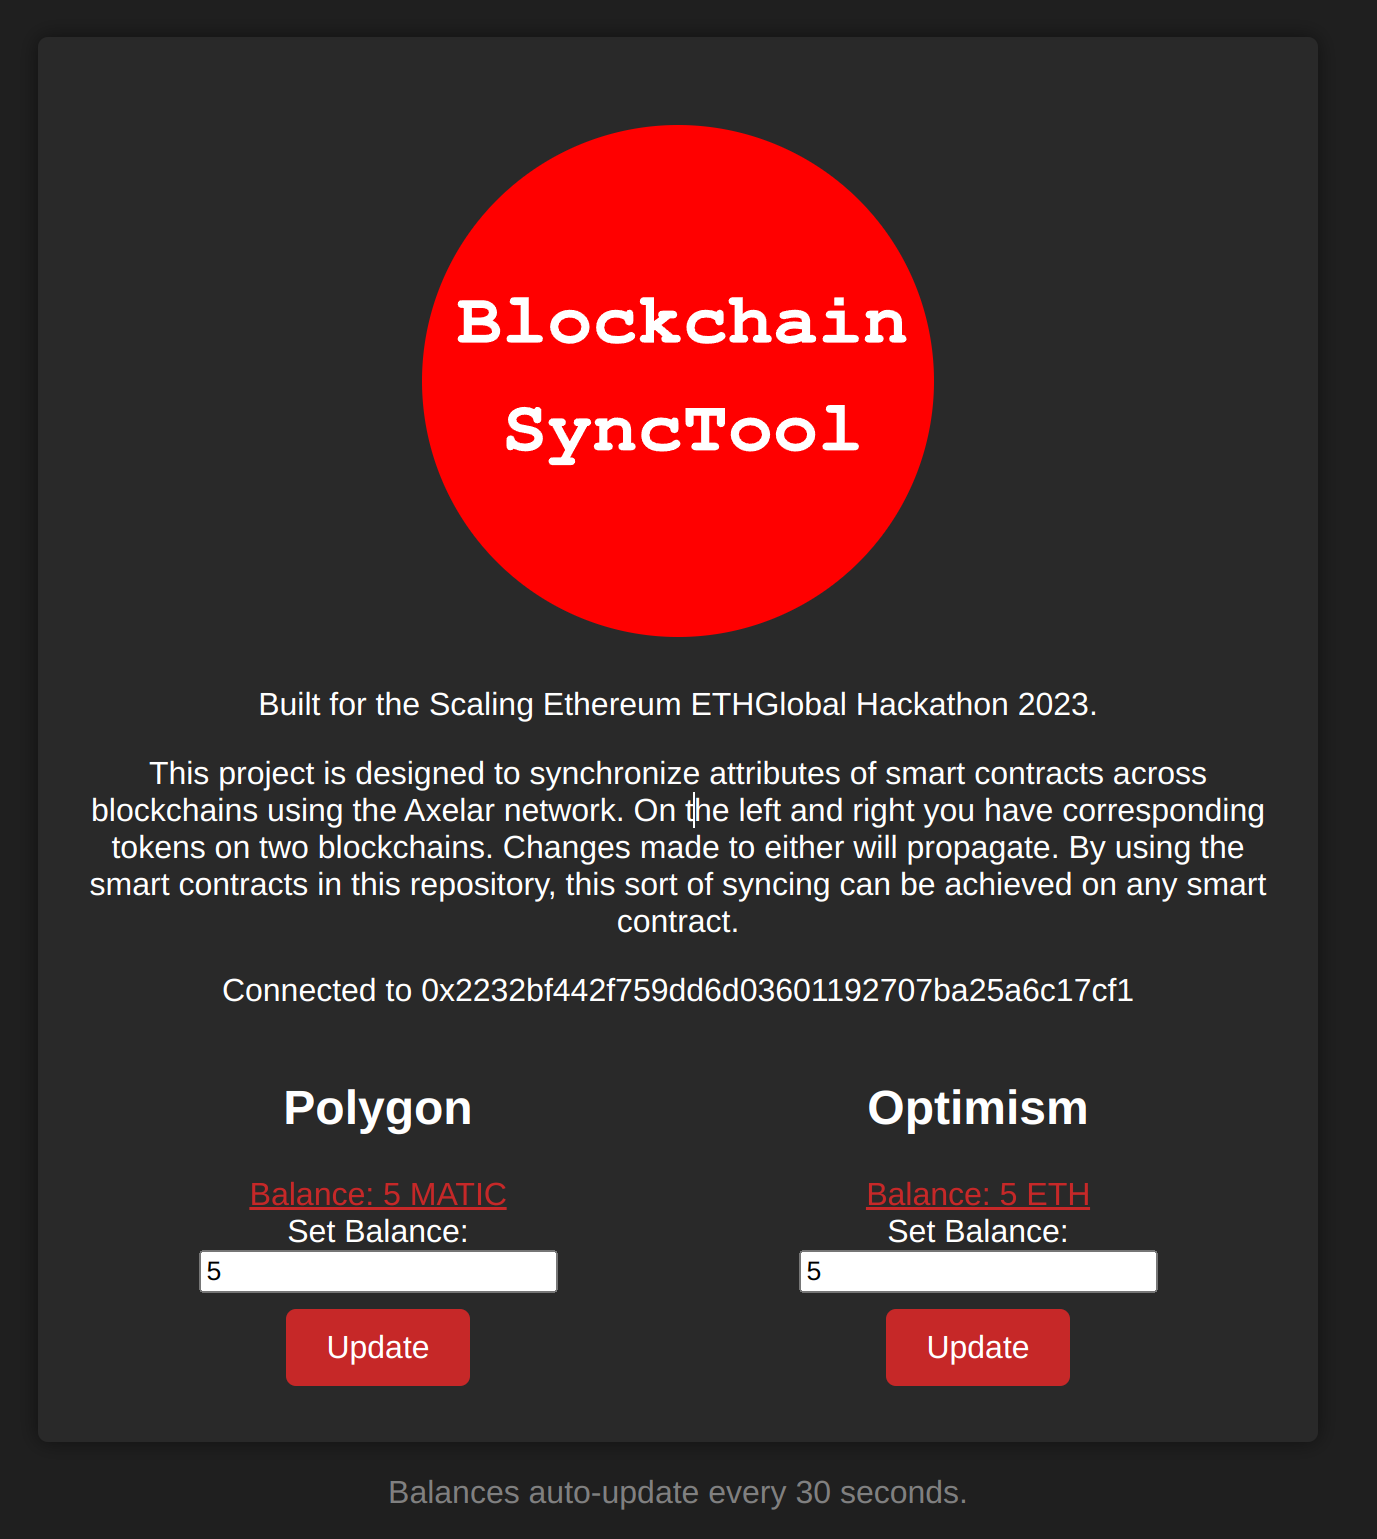 Blockchain
SyncTool
Built for the Scaling Ethereum ETHGlobal Hackathon 2023.
This project is designed to synchronize attributes of smart contracts across
blockchains using the Axelar network. On the left and right you have corresponding
tokens on two blockchains. Changes made to either will propagate. By using the
smart contracts in this repository, this sort of syncing can be achieved on any smart
contract.
Connected to 0x2232bf442f759dd6d03601192707ba25a6c17cf1
Polygon
Balance: 5 MATIC
Set Balance:
5
Update
Optimism
Balance: 5 ETH
Set Balance:
5
Update
Balances auto-update every 30 seconds.